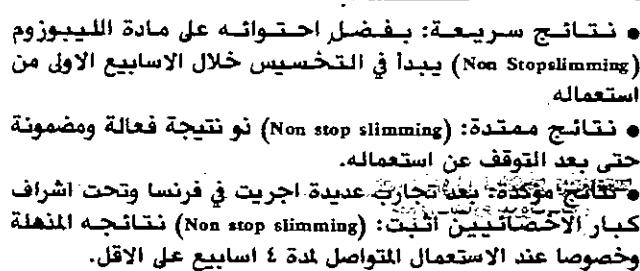 ● نتائج سريعة: بفضل احتوائه على مادة الليبوزوم
(Non Stopslimming) يبدأ في التخسيس خلال الاسابيع الاولى من
استعماله
● نتائج ممتدة: (Non stop slimming) نو نتيجة فعالة ومضمونة
حتى بعد التوقف عن استعماله.
● نتائج مؤكدة: بعد تجارب عديدة اجريت في فرنسا وتحت اشراف
كبار الاخصائيين اثبت: (Non stop slimming) نتائجه المذهلة
وخصوصا عند الاستعمال المتواصل لمدة ٤ اسابيع على الاقل.